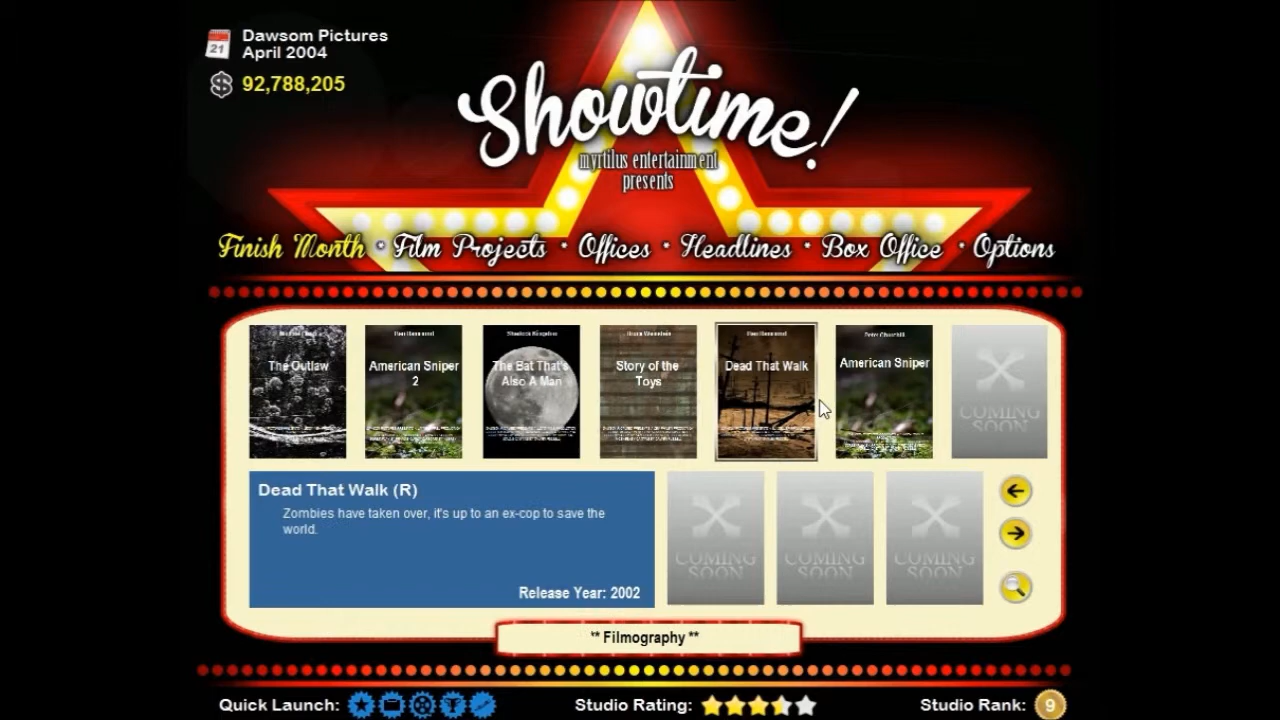 Dawsom Pictures
April 2004
92,788,205
21
Showtime!
myrtilus entertainment
presents
Finish Month * Film Projects * Offices * Headlines * Box Office * Options
The Outlaw
American Sniper
2
The Bat That's
Also A Man
Story of the
Toys
Dead That Walk
Peter Churchill
American Sniper
COMING
SOON
Dead That Walk (R)
Zombies have taken over, it's up to an ex-cop to save the
world.
Release Year: 2002
COMING
SOON
COMING
SOON
COMING
SOON
** Filmography **
Quick Launch:
Studio Rating:
Studio Rank: 9